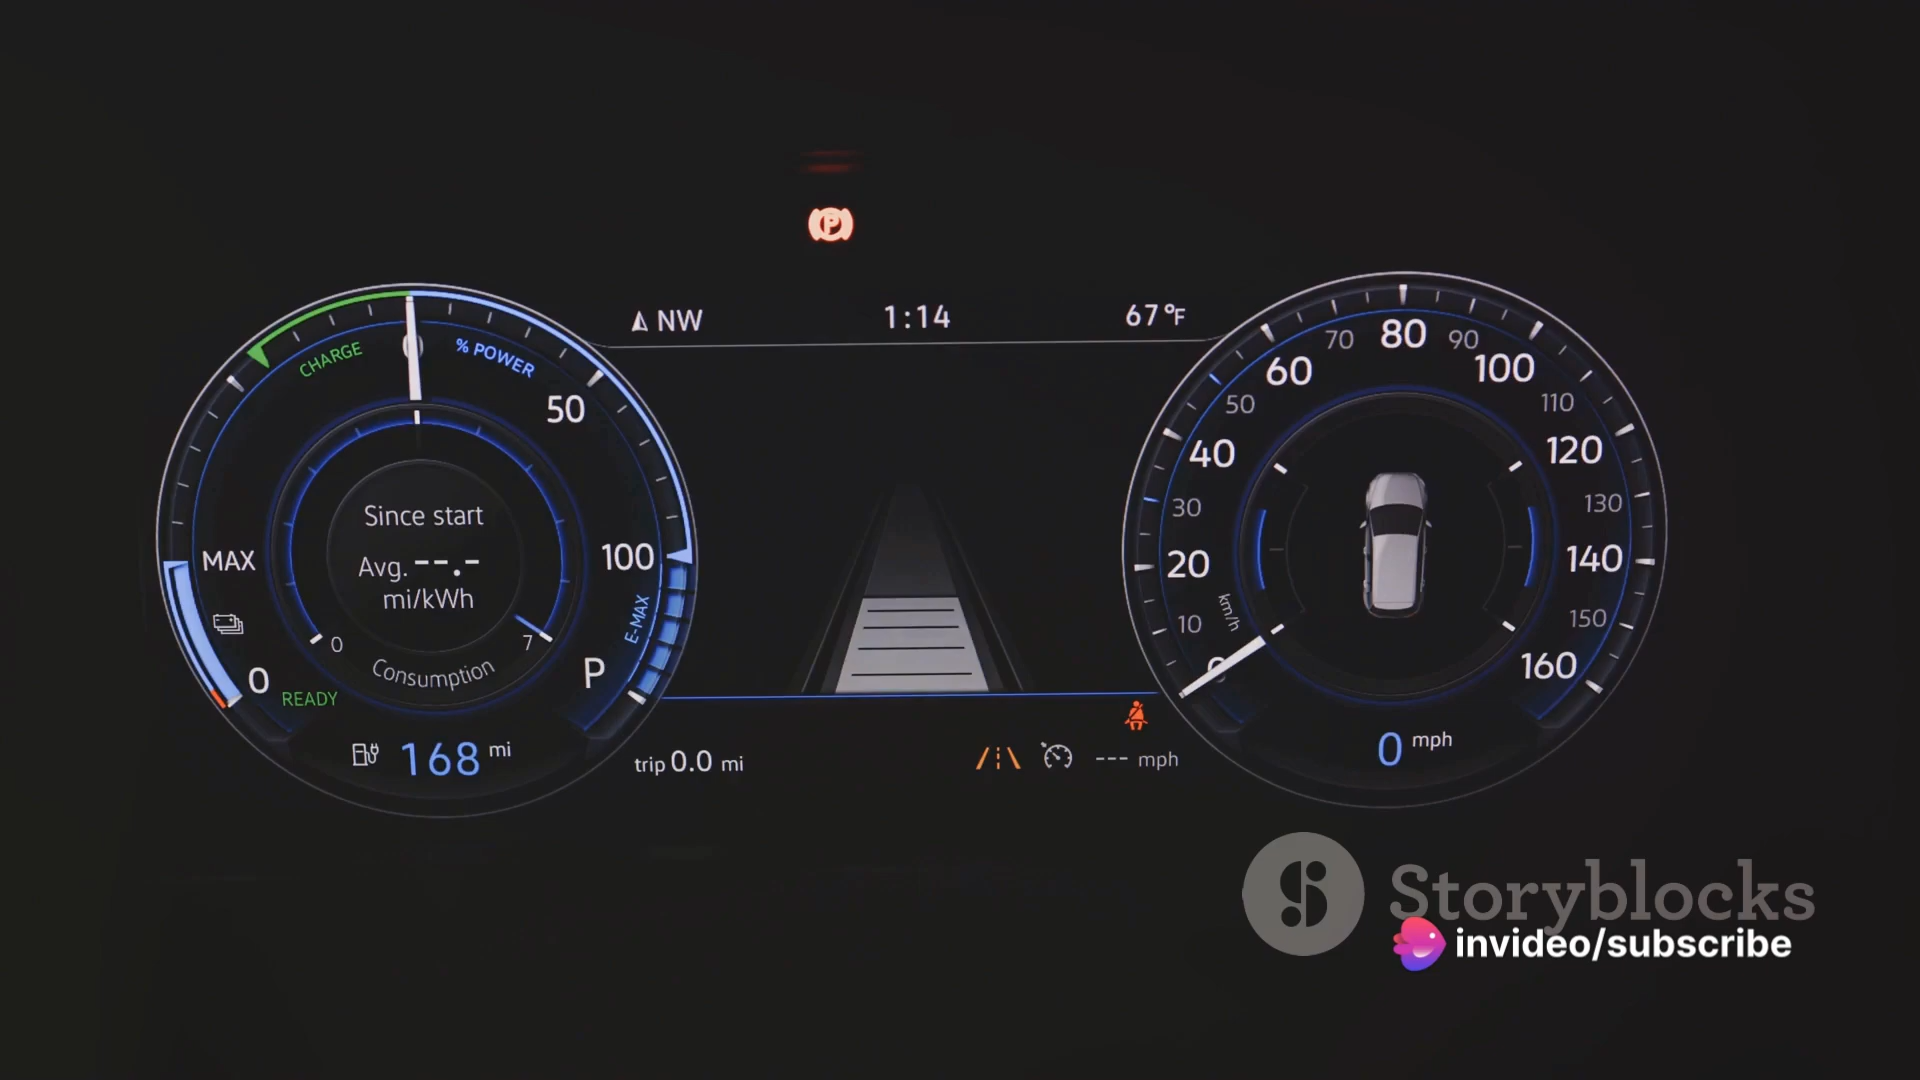 P
NW
1:14
67°F
CHARGE
0
% POWER
50
100
E-MAX
P
MAX
0
READY
Since start
Avg. --.-
mi/kWh
0
7
Consumption
168 mi
trip 0.0 mi
--- mph
0
10
20
30
40
50
60
70
80
90
100
110
120
130
140
150
160
km/h
0 mph
Storyblocks
invideo/subscribe